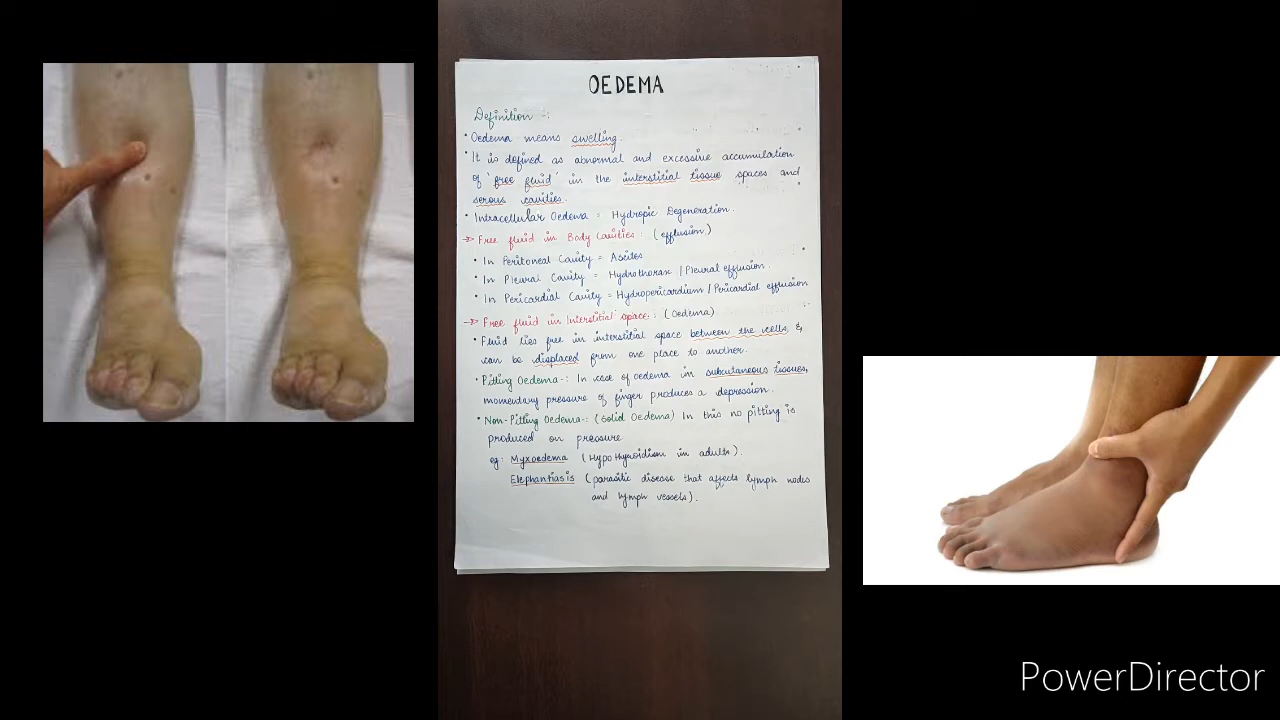 OEDEMA
Definition -:
• Oedema means swelling.
• It is defined as abnormal and excessive accumulation
of 'free fluid' in the interstitial tissue spaces and
serous cavities.
• Intracellular Oedema = Hydropic Degeneration.
→ Free fluid in Body Cavities : (effusion)
• In Peritoneal Cavity = Ascites
• In Pleural Cavity = Hydrothorax / Pleural effusion.
• In Pericardial Cavity = Hydropericardium / Pericardial effusion
→ Free fluid in Interstitial space : (Oedema)
• Fluid lies free in interstitial space between the cells, &
can be displaced from one place to another.
• Pitting Oedema-: In case of oedema in subcutaneous tissues,
momentary pressure of finger produces a depression.
• Non-Pitting Oedema-: (Solid Oedema) In this no pitting is
produced on pressure
eg: Myxoedema (Hypothyroidism in adults).
Elephantiasis (parasitic disease that affects lymph nodes
and lymph vessels).
PowerDirector